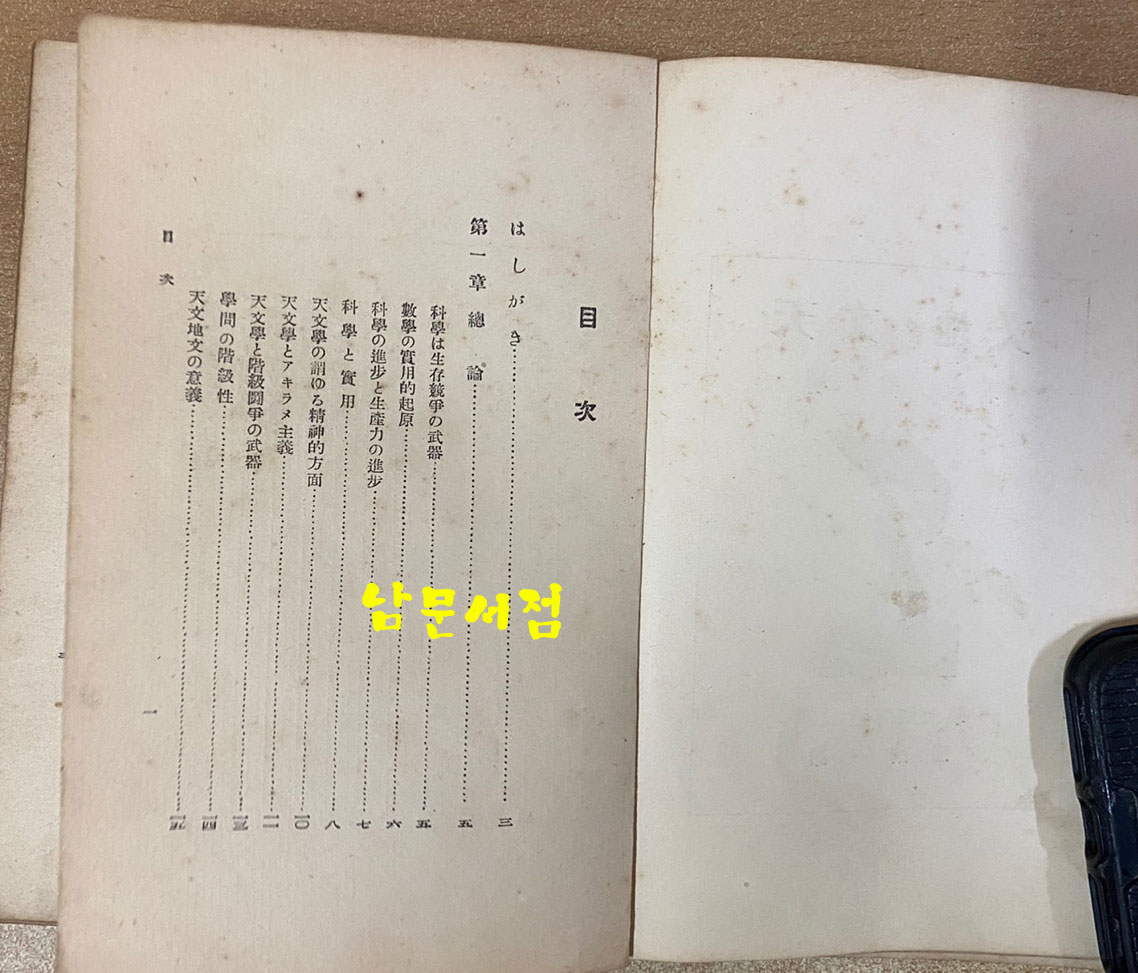 目次
はしがき……三
第一章 總論……五
科學は生存競爭の武器……五
數學の實用的起原……六
科學の進步と生產力の進步……七
科學と實用……八
天文學の謂ゆる精神的方面……一〇
天文學とアキラメ主義……一一
天文學と階級鬪爭の武器……一三
學問の階級性……一四
天文地文の意義……一五
目次
一
남문서점